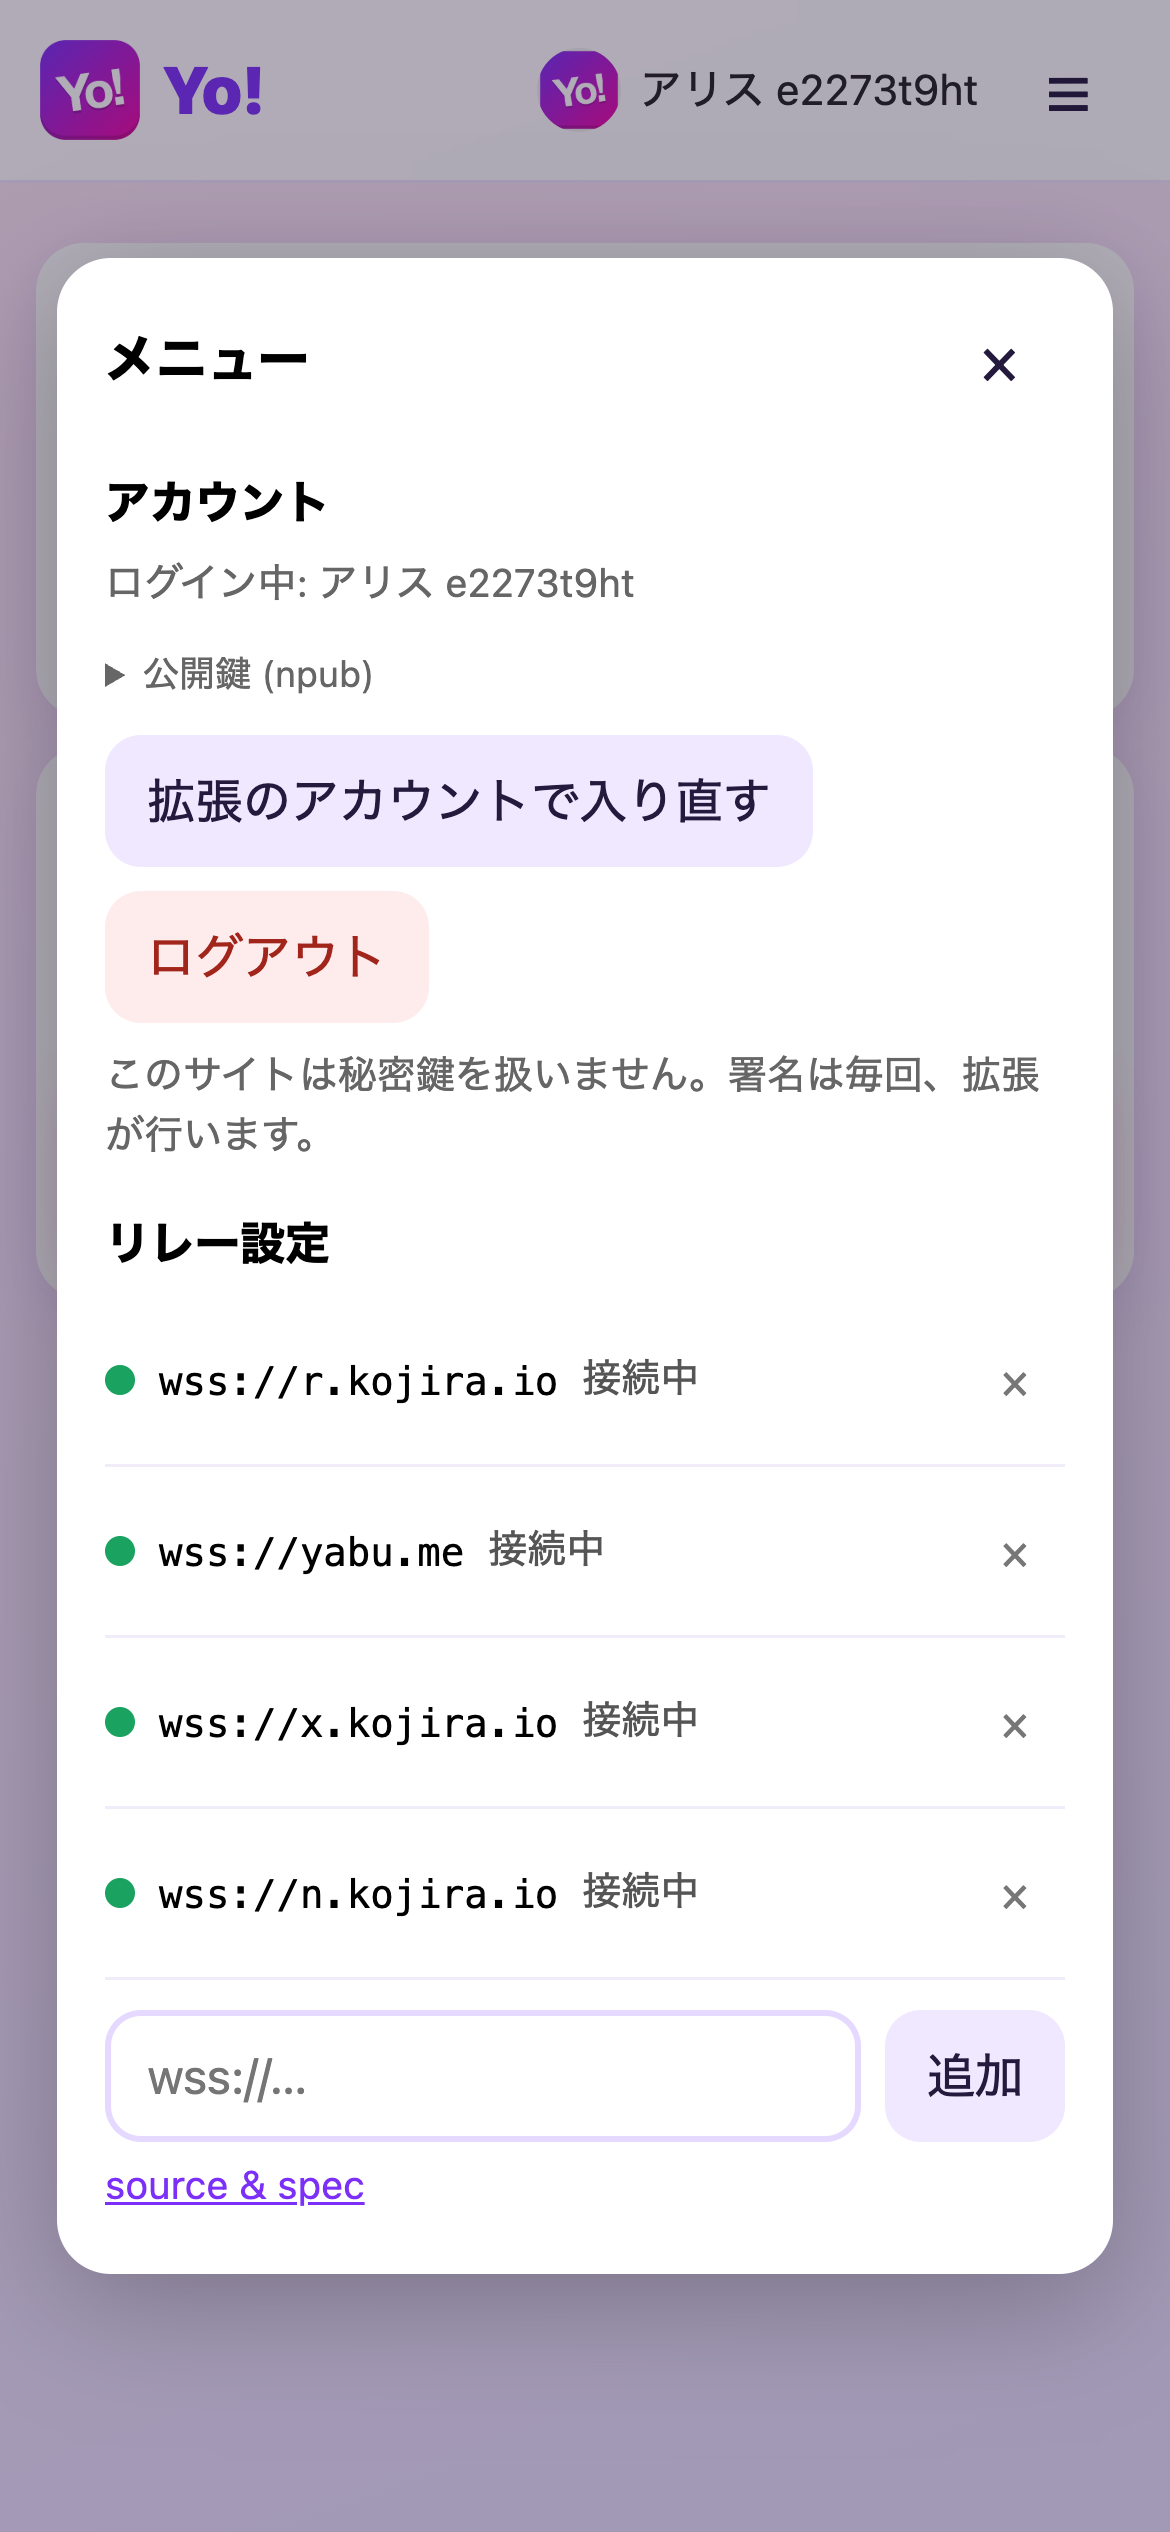 Yo! Yo! Yo! アリス e2273t9ht
メニュー ×
アカウント
ログイン中: アリス e2273t9ht
▶ 公開鍵 (npub)
拡張のアカウントで入り直す
ログアウト
このサイトは秘密鍵を扱いません。署名は毎回、拡張
が行います。
リレー設定
wss://r.kojira.io 接続中 ×
wss://yabu.me 接続中 ×
wss://x.kojira.io 接続中 ×
wss://n.kojira.io 接続中 ×
wss://... 追加
source & spec